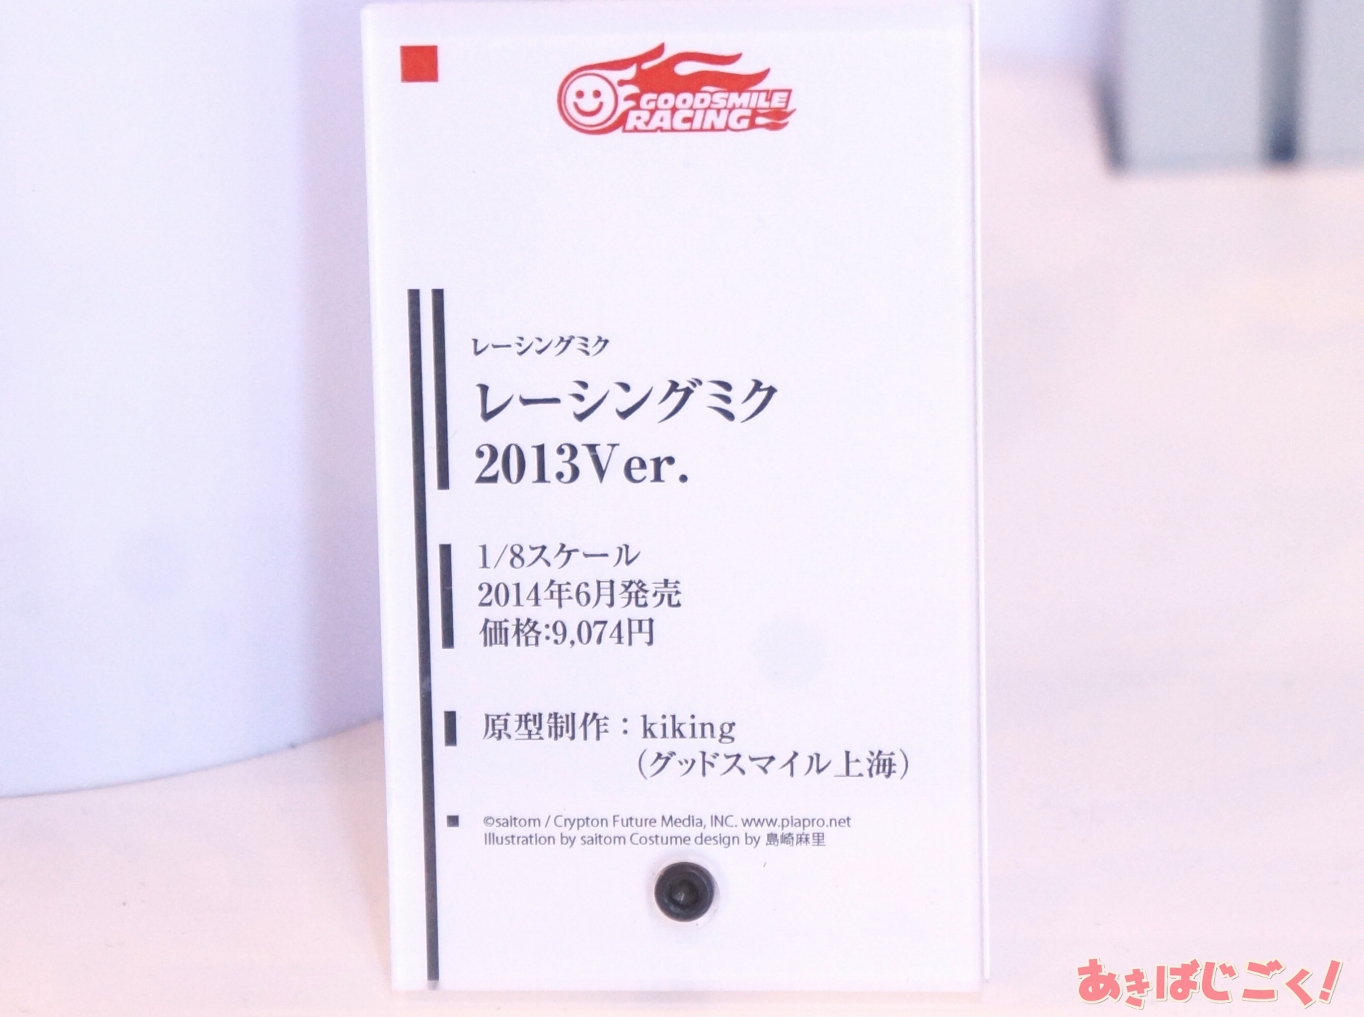 GOODSMILE
RACING
レーシングミク
レーシングミク
2013Ver.
1/8スケール
2014年6月発売
価格:9,074円
原型制作：kiking
（グッドスマイル上海）
©saitom / Crypton Future Media, INC. www.piapro.net
Illustration by saitom Costume design by 島崎麻里
あきばじごく!